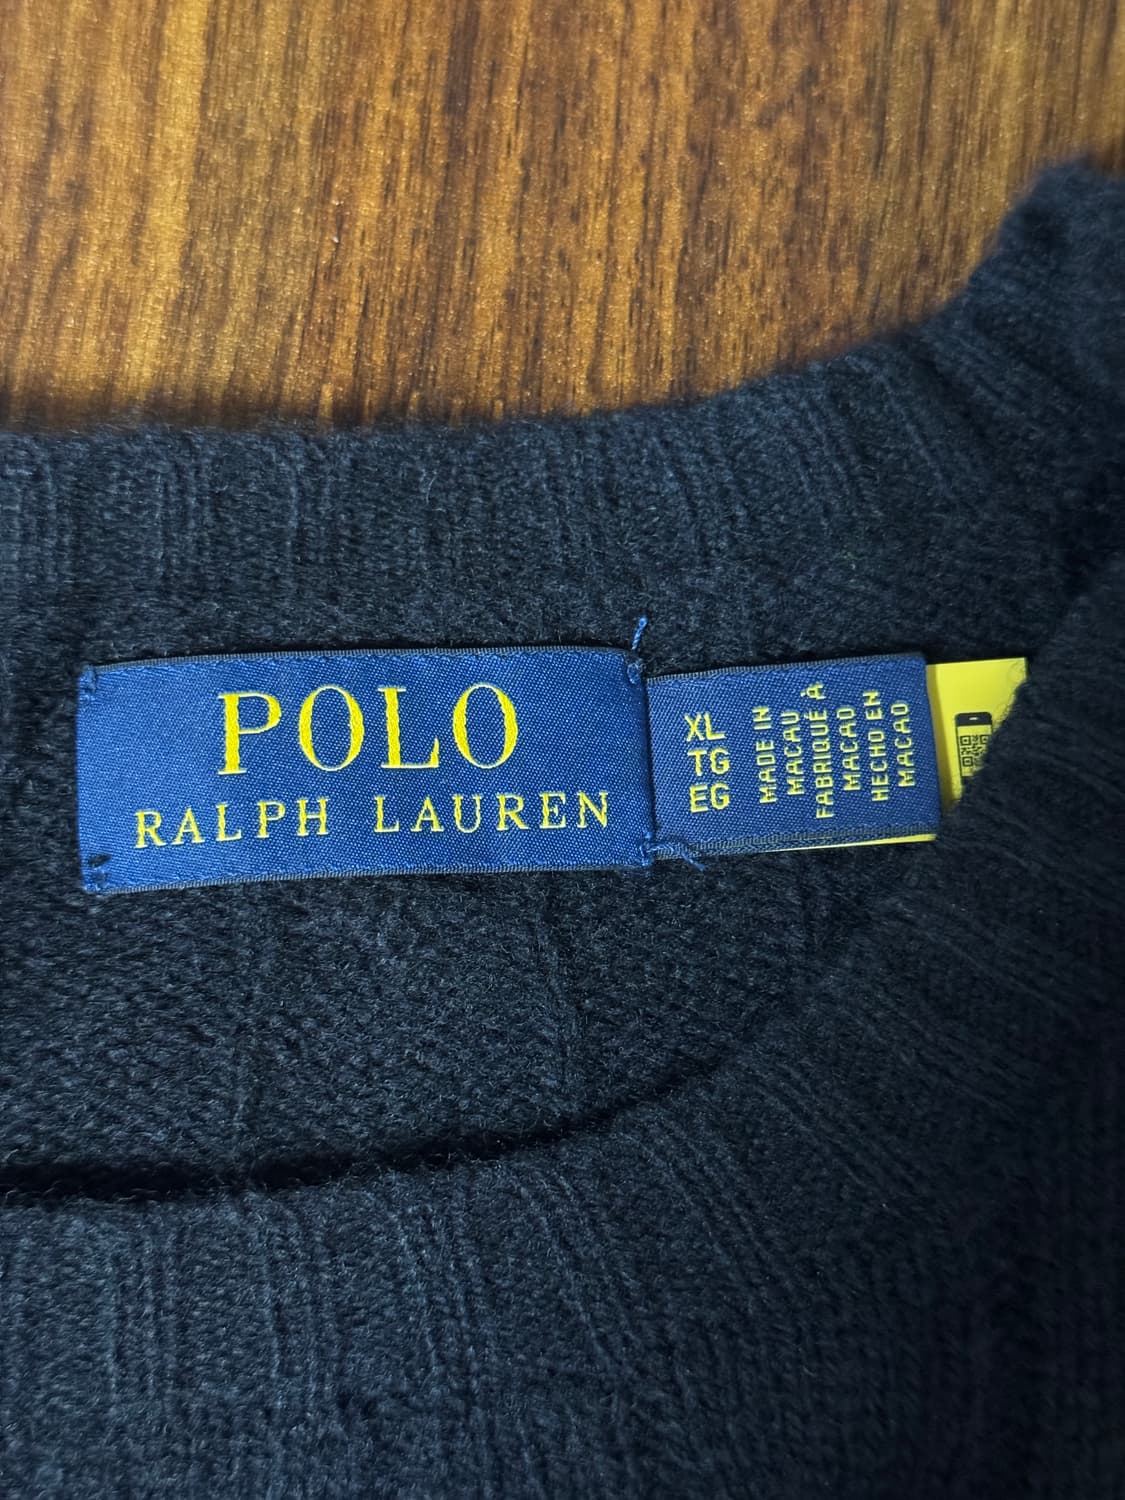 POLO
RALPH LAUREN
XL
TG
EG
MADE IN
MACAU
FABRIQUÉ À
MACAO
HECHO EN
MACAO